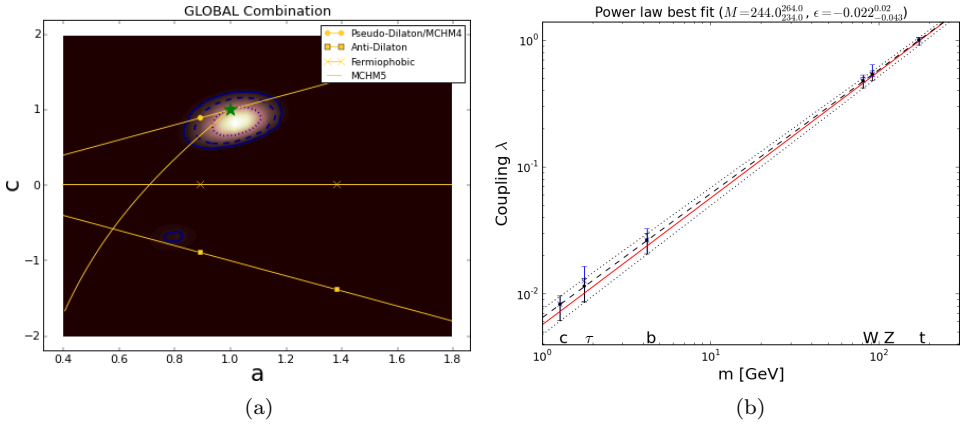 GLOBAL Combination
Pseudo-Dilaton/MCHM4
Anti-Dilaton
Fermiophobic
MCHM5
2
1
0
−1
−2
c
0.4 0.6 0.8 1.0 1.2 1.4 1.6 1.8
a
(a)
Power law best fit (M=244.0^{264.0}_{234.0}, ϵ=−0.022^{0.02}_{−0.043})
10^0
10^{-1}
10^{-2}
Coupling λ
c τ b W Z t
10^0 10^1 10^2
m [GeV]
(b)